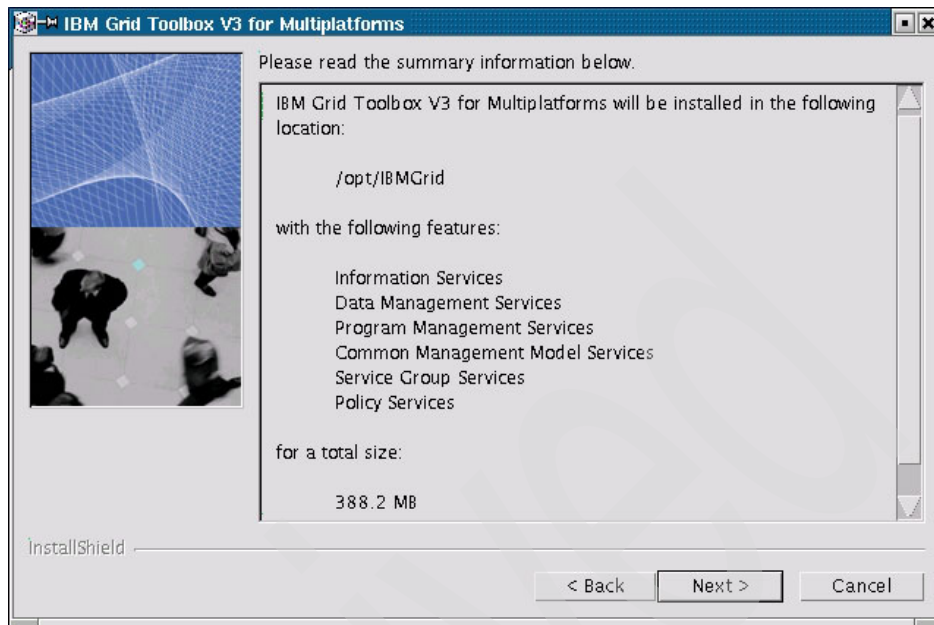 IBM Grid Toolbox V3 for Multiplatforms
Please read the summary information below.
IBM Grid Toolbox V3 for Multiplatforms will be installed in the following
location:
/opt/IBMGrid
with the following features:
Information Services
Data Management Services
Program Management Services
Common Management Model Services
Service Group Services
Policy Services
for a total size:
388.2 MB
InstallShield
< Back
Next >
Cancel